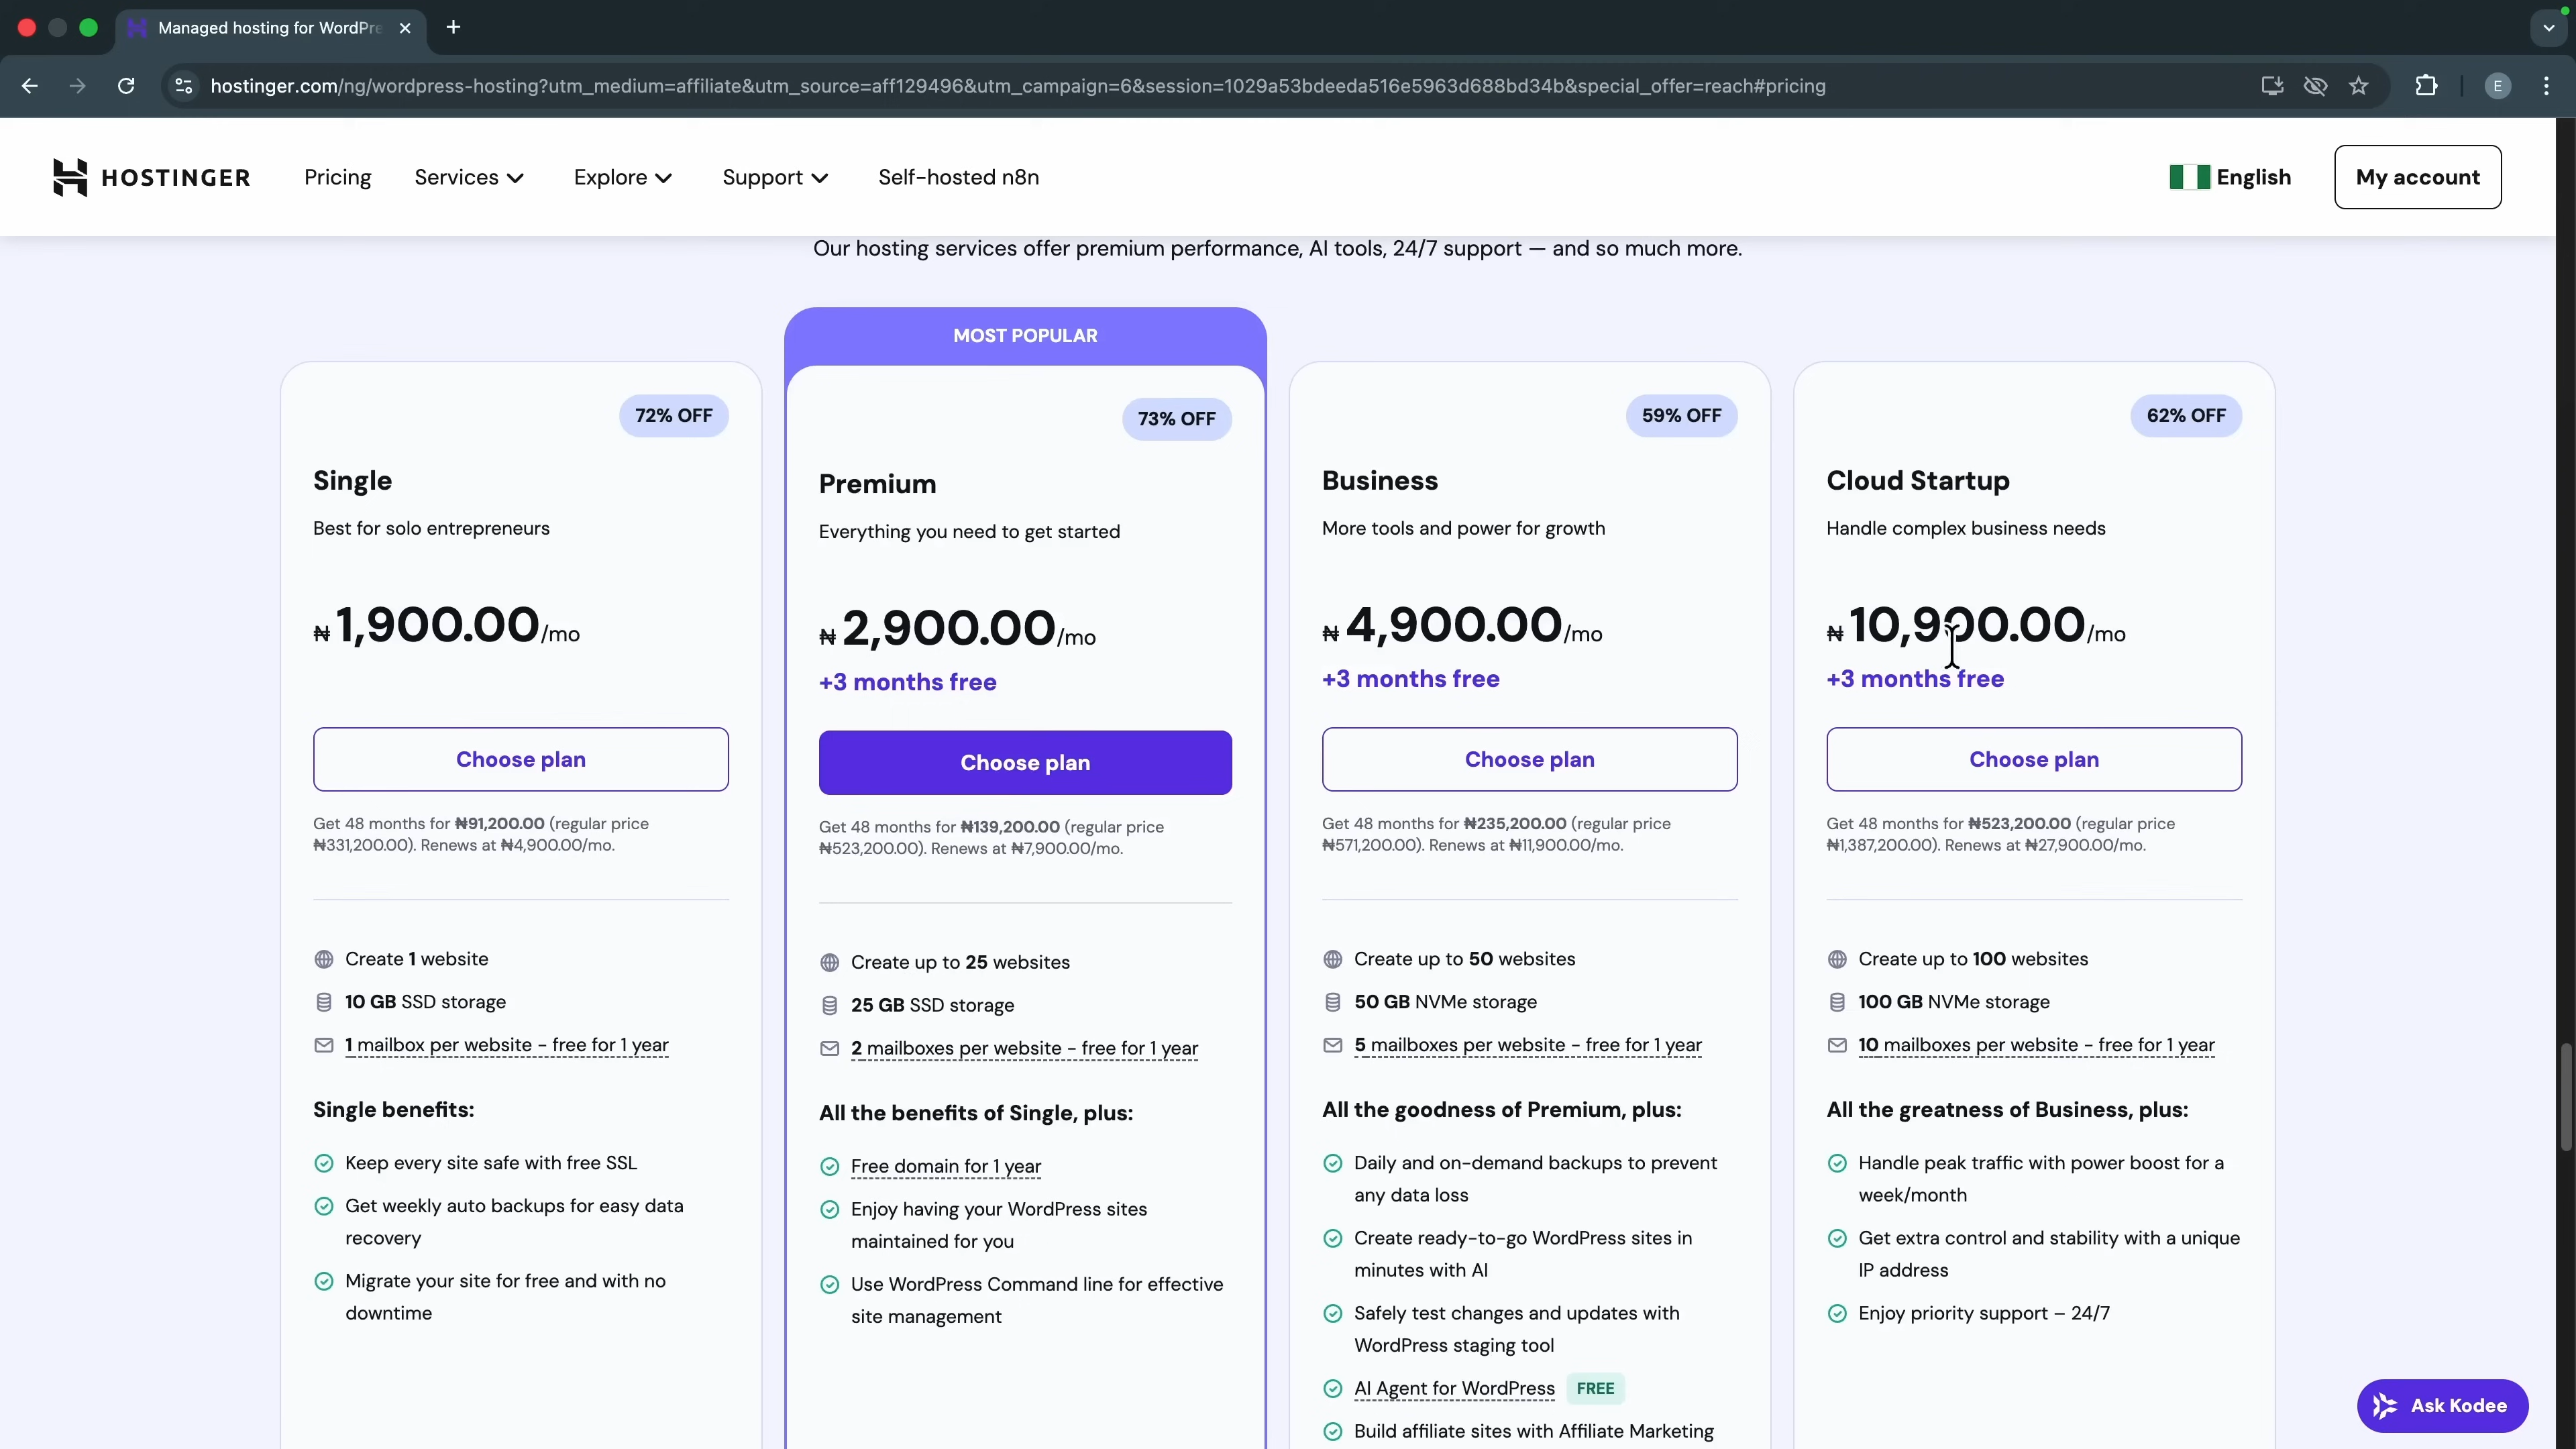 Managed hosting for WordPre
hostinger.com/ng/wordpress-hosting?utm_medium=affiliate&utm_source=aff129496&utm_campaign=6&session=1029a53bdeeda516e5963d688bd34b&special_offer=reach#pricing
E
HOSTINGER
Pricing
Services
Explore
Support
Self-hosted n8n
English
My account
Our hosting services offer premium performance, AI tools, 24/7 support — and so much more.
72% OFF
Single
Best for solo entrepreneurs
₦1,900.00/mo
Choose plan
Get 48 months for ₦91,200.00 (regular price
₦331,200.00). Renews at ₦4,900.00/mo.
Create 1 website
10 GB SSD storage
1 mailbox per website - free for 1 year
Single benefits:
Keep every site safe with free SSL
Get weekly auto backups for easy data
recovery
Migrate your site for free and with no
downtime
MOST POPULAR
73% OFF
Premium
Everything you need to get started
₦2,900.00/mo
+3 months free
Choose plan
Get 48 months for ₦139,200.00 (regular price
₦523,200.00). Renews at ₦7,900.00/mo.
Create up to 25 websites
25 GB SSD storage
2 mailboxes per website - free for 1 year
All the benefits of Single, plus:
Free domain for 1 year
Enjoy having your WordPress sites
maintained for you
Use WordPress Command line for effective
site management
59% OFF
Business
More tools and power for growth
₦4,900.00/mo
+3 months free
Choose plan
Get 48 months for ₦235,200.00 (regular price
₦571,200.00). Renews at ₦11,900.00/mo.
Create up to 50 websites
50 GB NVMe storage
5 mailboxes per website - free for 1 year
All the goodness of Premium, plus:
Daily and on-demand backups to prevent
any data loss
Create ready-to-go WordPress sites in
minutes with AI
Safely test changes and updates with
WordPress staging tool
AI Agent for WordPress FREE
Build affiliate sites with Affiliate Marketing
62% OFF
Cloud Startup
Handle complex business needs
₦10,900.00/mo
+3 months free
Choose plan
Get 48 months for ₦523,200.00 (regular price
₦1,387,200.00). Renews at ₦27,900.00/mo.
Create up to 100 websites
100 GB NVMe storage
10 mailboxes per website - free for 1 year
All the greatness of Business, plus:
Handle peak traffic with power boost for a
week/month
Get extra control and stability with a unique
IP address
Enjoy priority support – 24/7
Ask Kodee